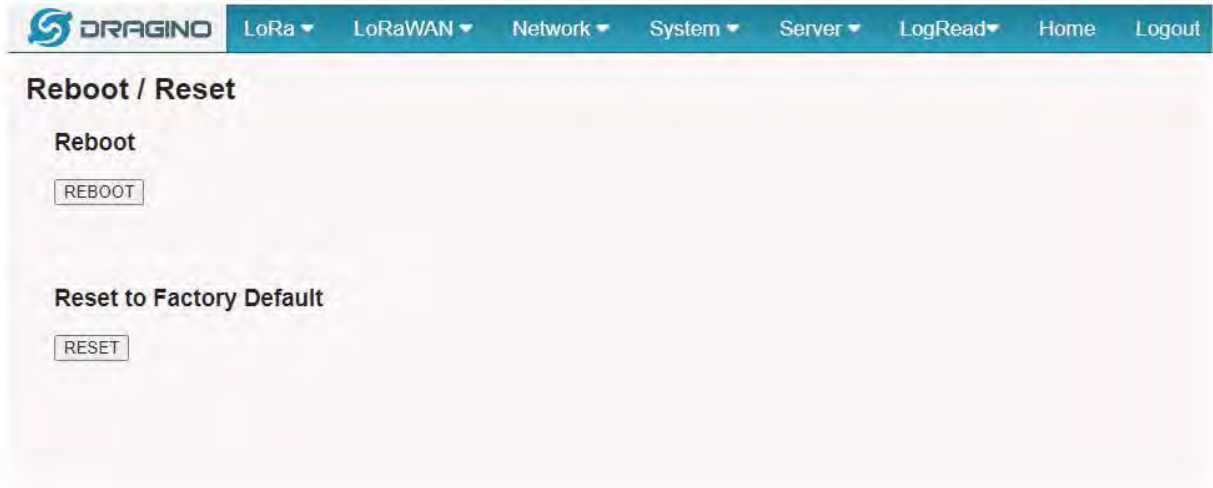 DRAGINO LoRa LoRaWAN Network System Server LogRead Home Logout
Reboot / Reset
Reboot
REBOOT
Reset to Factory Default
RESET